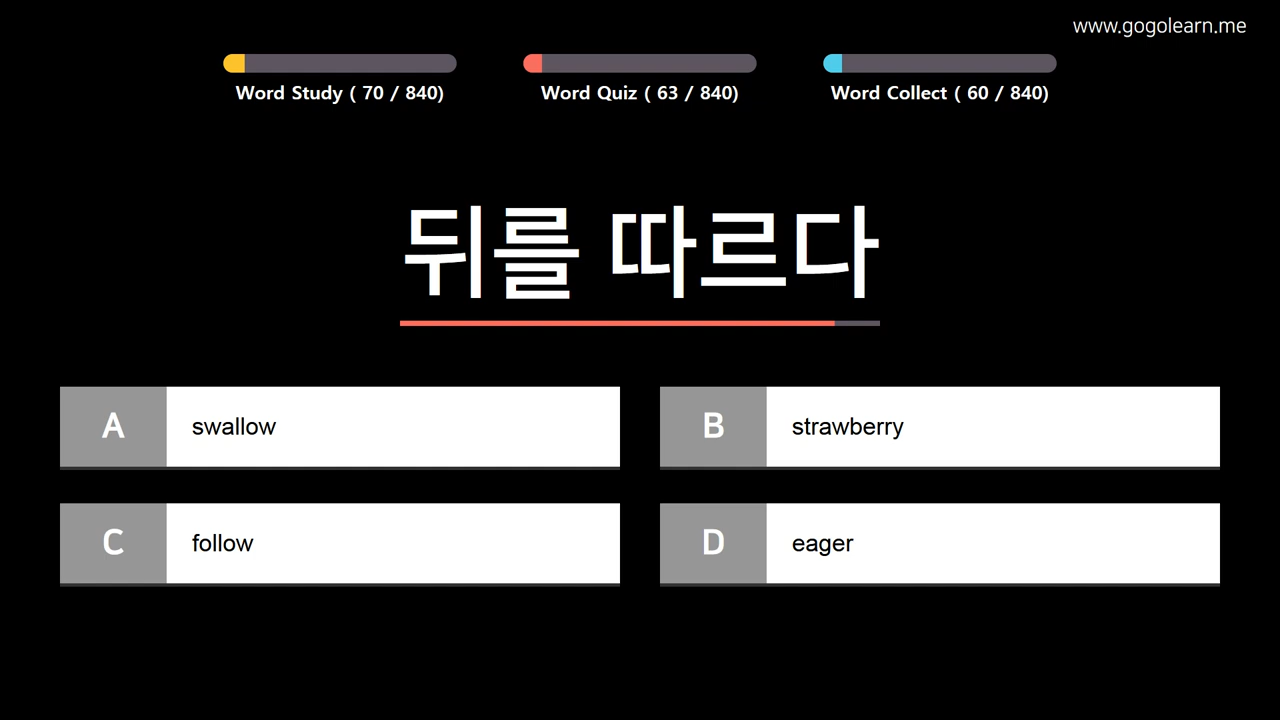 www.gogolearn.me
Word Study ( 70 / 840)
Word Quiz ( 63 / 840)
Word Collect ( 60 / 840)
뒤를 따르다
A swallow
B strawberry
C follow
D eager